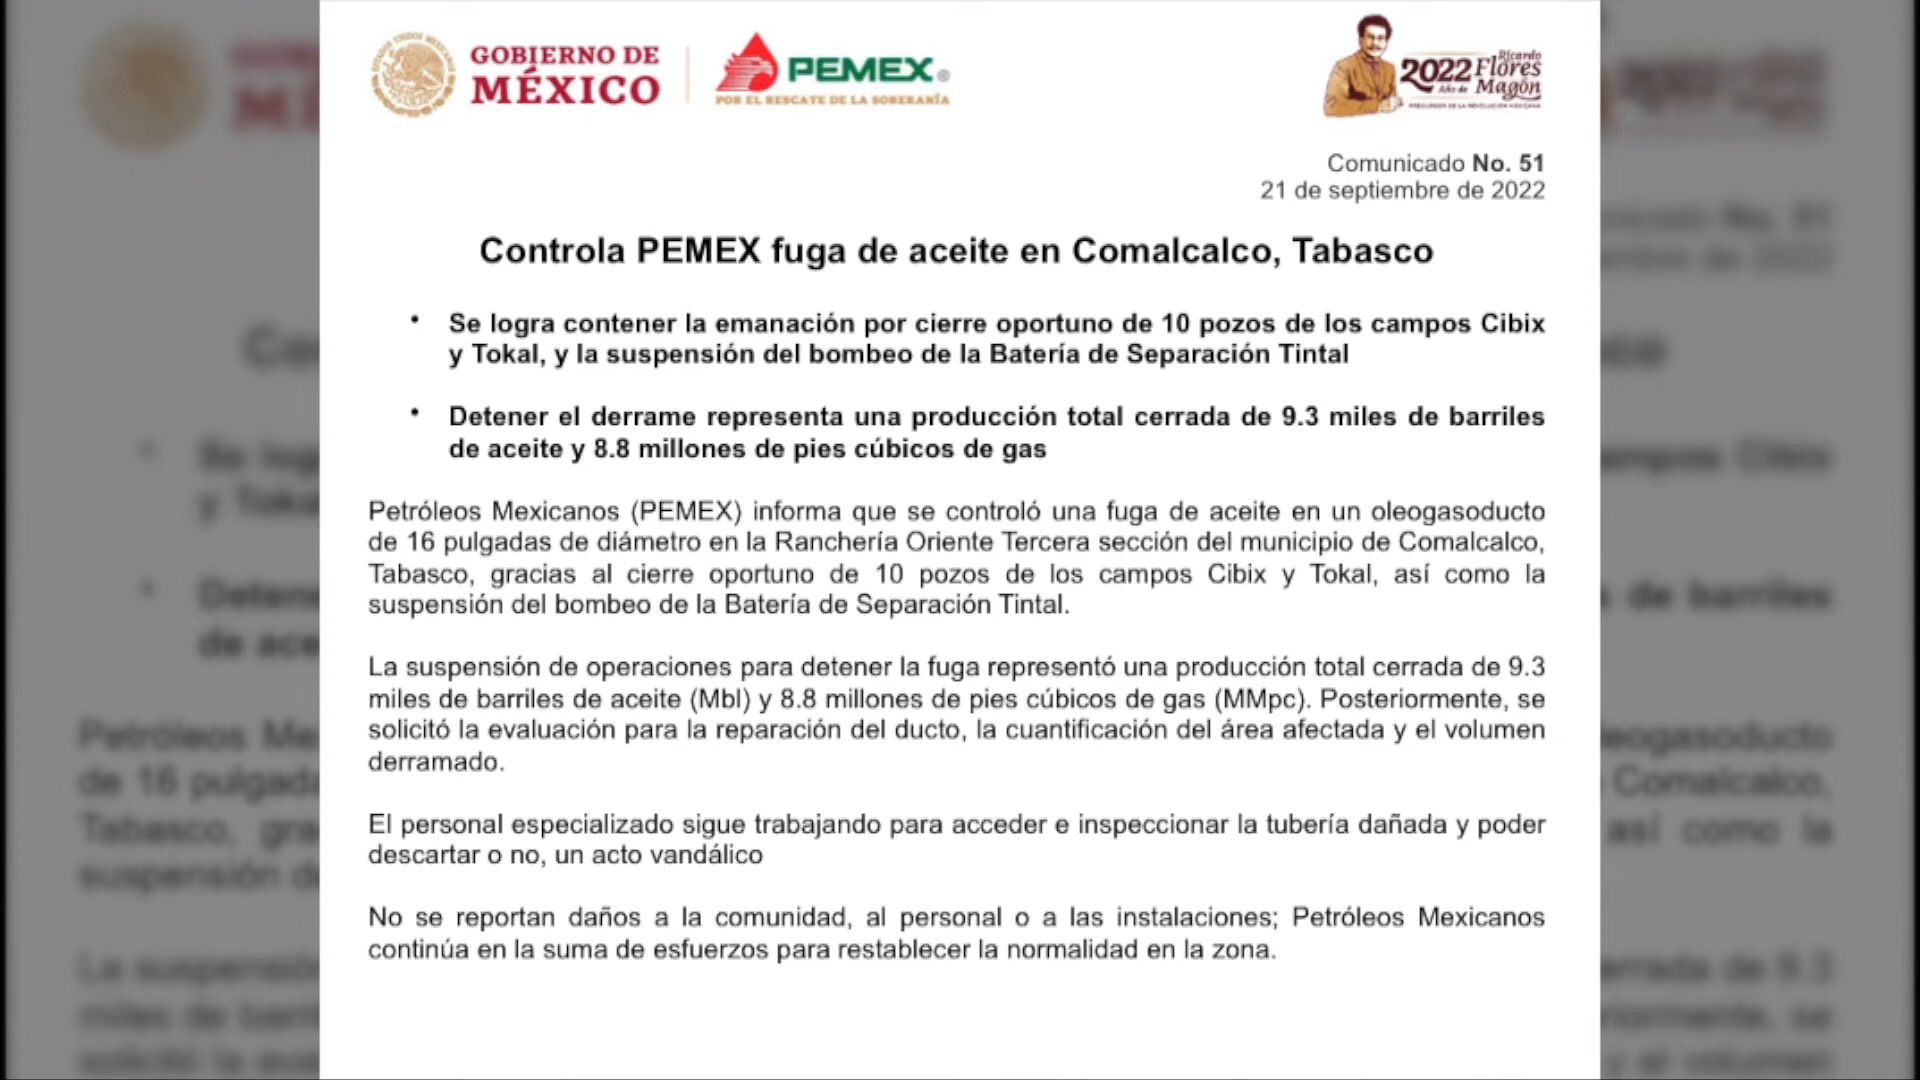 GOBIERNO DE
MÉXICO
PEMEX®
POR EL RESCATE DE LA SOBERANÍA
2022 Ricardo
Flores
Año de Magón
PRECURSOR DE LA REVOLUCIÓN MEXICANA
Comunicado No. 51
21 de septiembre de 2022
Controla PEMEX fuga de aceite en Comalcalco, Tabasco
• Se logra contener la emanación por cierre oportuno de 10 pozos de los campos Cibix
y Tokal, y la suspensión del bombeo de la Batería de Separación Tintal
• Detener el derrame representa una producción total cerrada de 9.3 miles de barriles
de aceite y 8.8 millones de pies cúbicos de gas
Petróleos Mexicanos (PEMEX) informa que se controló una fuga de aceite en un oleogasoducto
de 16 pulgadas de diámetro en la Ranchería Oriente Tercera sección del municipio de Comalcalco,
Tabasco, gracias al cierre oportuno de 10 pozos de los campos Cibix y Tokal, así como la
suspensión del bombeo de la Batería de Separación Tintal.
La suspensión de operaciones para detener la fuga representó una producción total cerrada de 9.3
miles de barriles de aceite (Mbl) y 8.8 millones de pies cúbicos de gas (MMpc). Posteriormente, se
solicitó la evaluación para la reparación del ducto, la cuantificación del área afectada y el volumen
derramado.
El personal especializado sigue trabajando para acceder e inspeccionar la tubería dañada y poder
descartar o no, un acto vandálico
No se reportan daños a la comunidad, al personal o a las instalaciones; Petróleos Mexicanos
continúa en la suma de esfuerzos para restablecer la normalidad en la zona.